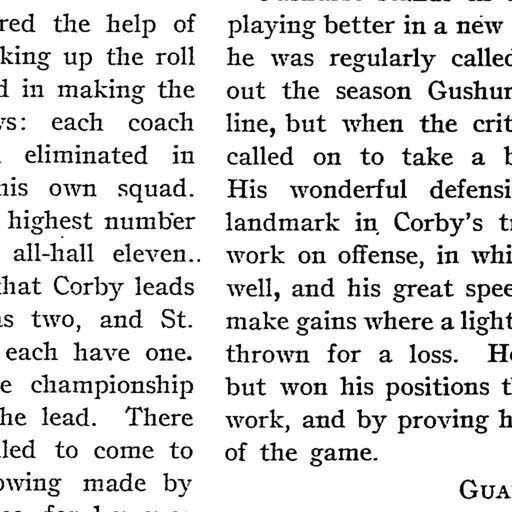 red the help of
king up the roll
d in making the
s: each coach
eliminated in
his own squad.
highest number
all-hall eleven..
that Corby leads
as two, and St.
each have one.
e championship
he lead. There
led to come to
owing made by
playing better in a new
he was regularly called
out the season Gushur
line, but when the crit
called on to take a b
His wonderful defensi
landmark in Corby's t
work on offense, in whi
well, and his great spee
make gains where a light
thrown for a loss. He
but won his positions t
work, and by proving h
of the game.
GUA